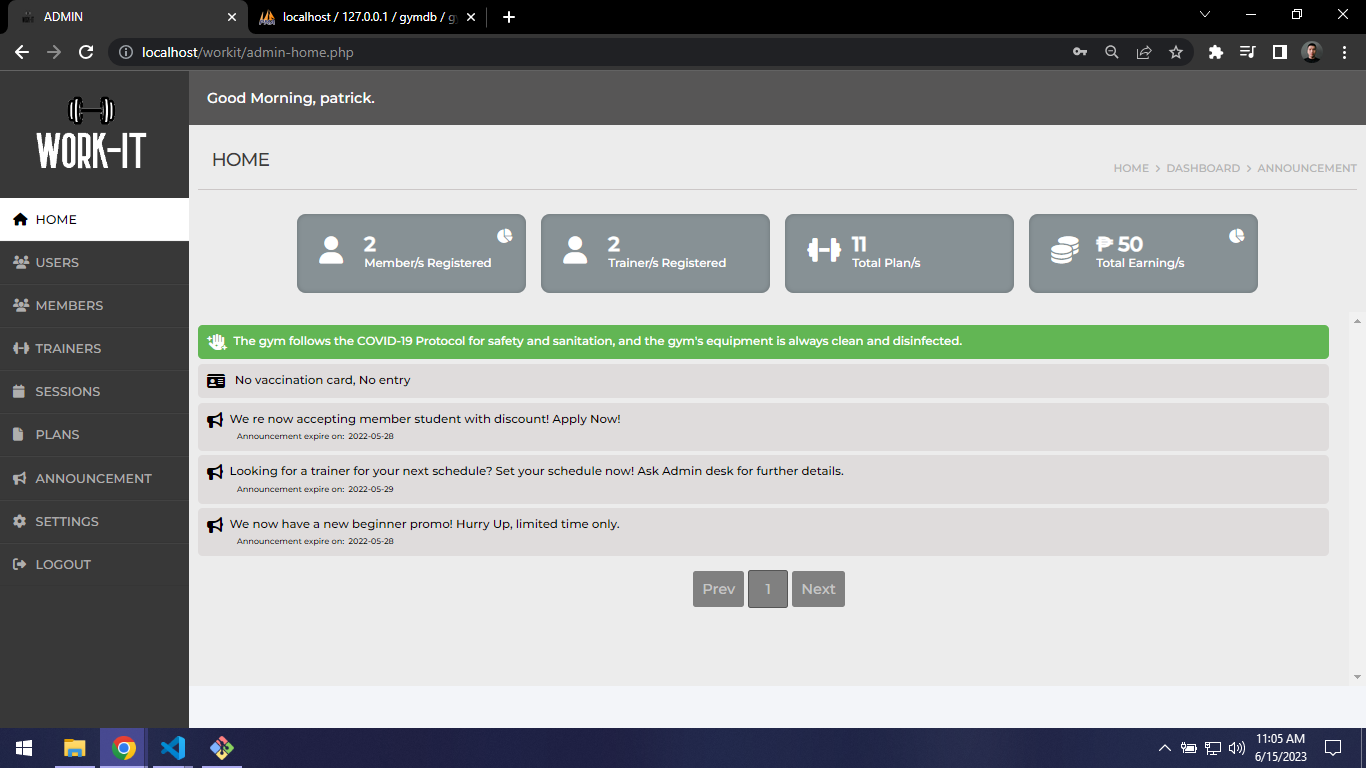 ADMIN
localhost / 127.0.0.1 / gymdb / g
localhost/workit/admin-home.php
WORK-IT
Good Morning, patrick.
HOME
HOME > DASHBOARD > ANNOUNCEMENT
HOME
USERS
MEMBERS
TRAINERS
SESSIONS
PLANS
ANNOUNCEMENT
SETTINGS
LOGOUT
2
Member/s Registered
2
Trainer/s Registered
11
Total Plan/s
₱ 50
Total Earning/s
The gym follows the COVID-19 Protocol for safety and sanitation, and the gym's equipment is always clean and disinfected.
No vaccination card, No entry
We re now accepting member student with discount! Apply Now!
Announcement expire on: 2022-05-28
Looking for a trainer for your next schedule? Set your schedule now! Ask Admin desk for further details.
Announcement expire on: 2022-05-29
We now have a new beginner promo! Hurry Up, limited time only.
Announcement expire on: 2022-05-28
Prev 1 Next
11:05 AM
6/15/2023